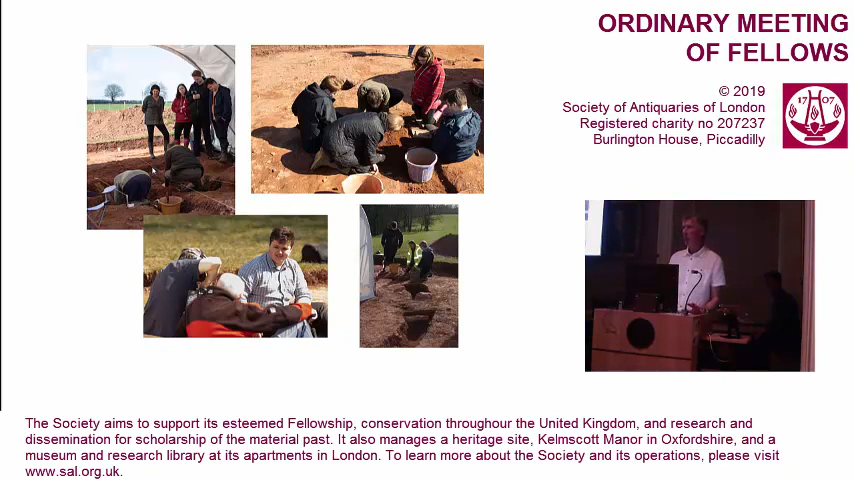 ORDINARY MEETING
OF FELLOWS
© 2019
Society of Antiquaries of London
Registered charity no 207237
Burlington House, Piccadilly
17 07
The Society aims to support its esteemed Fellowship, conservation throughour the United Kingdom, and research and
dissemination for scholarship of the material past. It also manages a heritage site, Kelmscott Manor in Oxfordshire, and a
museum and research library at its apartments in London. To learn more about the Society and its operations, please visit
www.sal.org.uk.